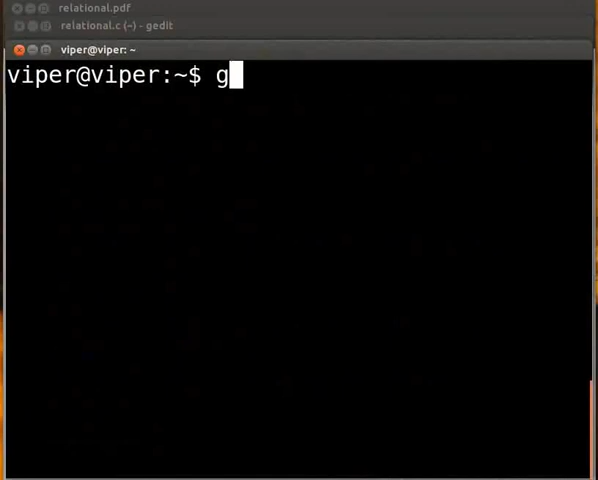 relational.pdf
relational.c (~) - gedit
viper@viper: ~
viper@viper:~$ g